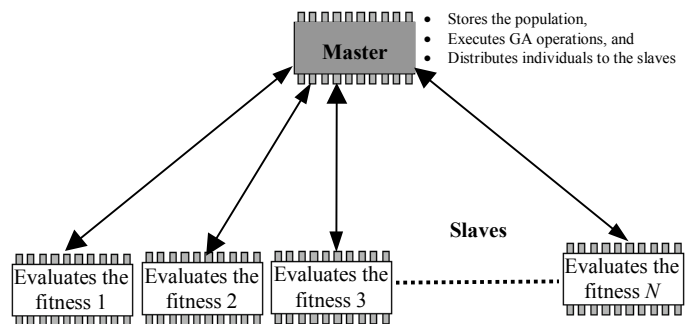 • Stores the population,
Master
• Executes GA operations, and
• Distributes individuals to the slaves
Slaves
Evaluates the
fitness 1
Evaluates the
fitness 2
Evaluates the
fitness 3
Evaluates the
fitness N